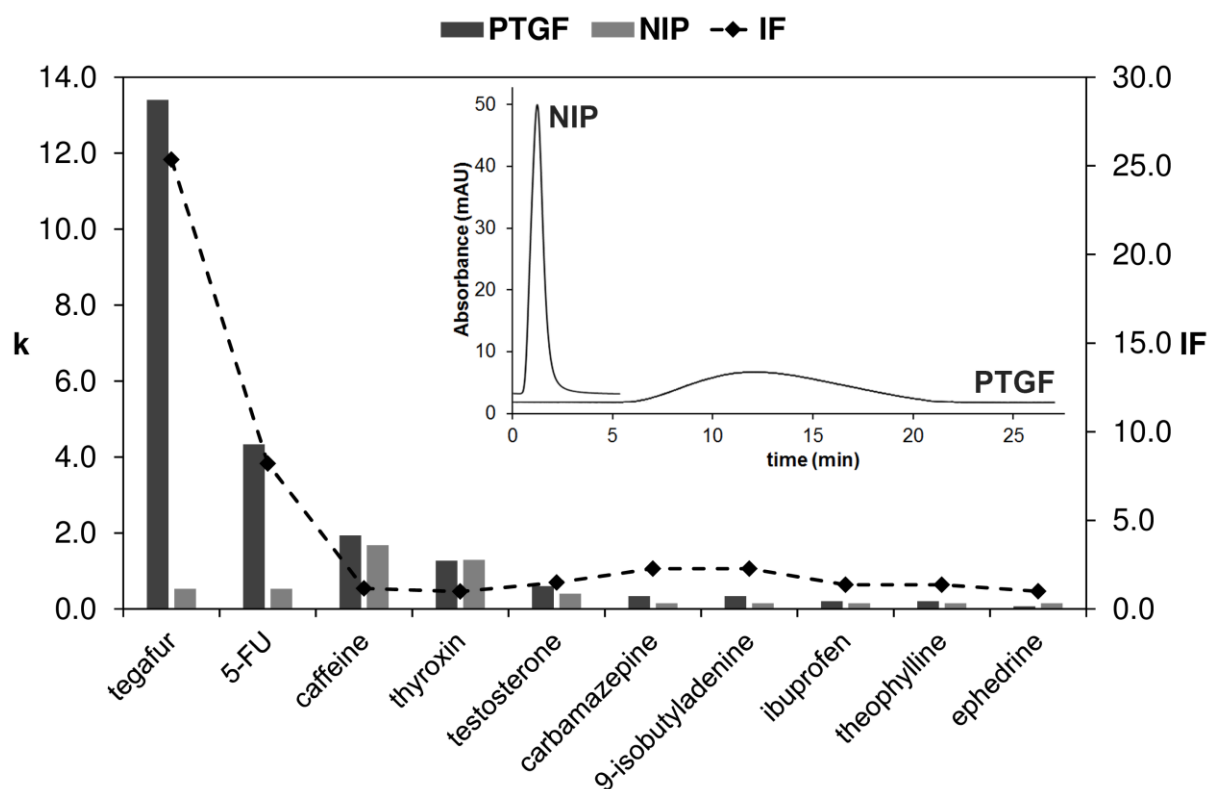 PTGF NIP IF
14.0
12.0
10.0
8.0
6.0
4.0
2.0
0.0
k
30.0
25.0
20.0
15.0
10.0
5.0
0.0
IF
50
40
30
20
10
0
Absorbance (mAU)
NIP
PTGF
0 5 10 15 20 25
time (min)
tegafur
5-FU
caffeine
thyroxin
testosterone
carbamazepine
9-isobutyladenine
ibuprofen
theophylline
ephedrine